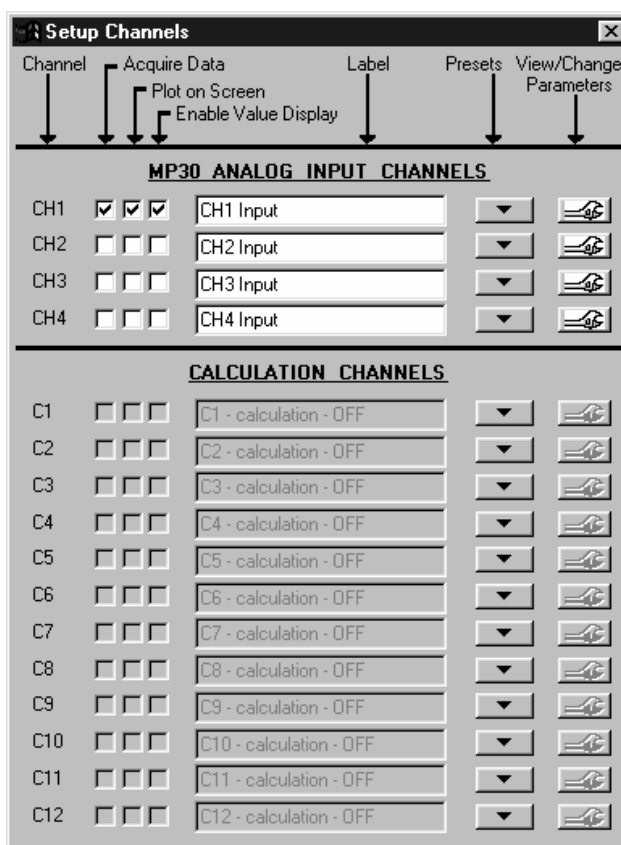 Setup Channels
Channel Acquire Data Label Presets View/Change
Plot on Screen Parameters
Enable Value Display
MP30 ANALOG INPUT CHANNELS
CH1 CH1 Input
CH2 CH2 Input
CH3 CH3 Input
CH4 CH4 Input
CALCULATION CHANNELS
C1 C1 - calculation - OFF
C2 C2 - calculation - OFF
C3 C3 - calculation - OFF
C4 C4 - calculation - OFF
C5 C5 - calculation - OFF
C6 C6 - calculation - OFF
C7 C7 - calculation - OFF
C8 C8 - calculation - OFF
C9 C9 - calculation - OFF
C10 C10 - calculation - OFF
C11 C11 - calculation - OFF
C12 C12 - calculation - OFF